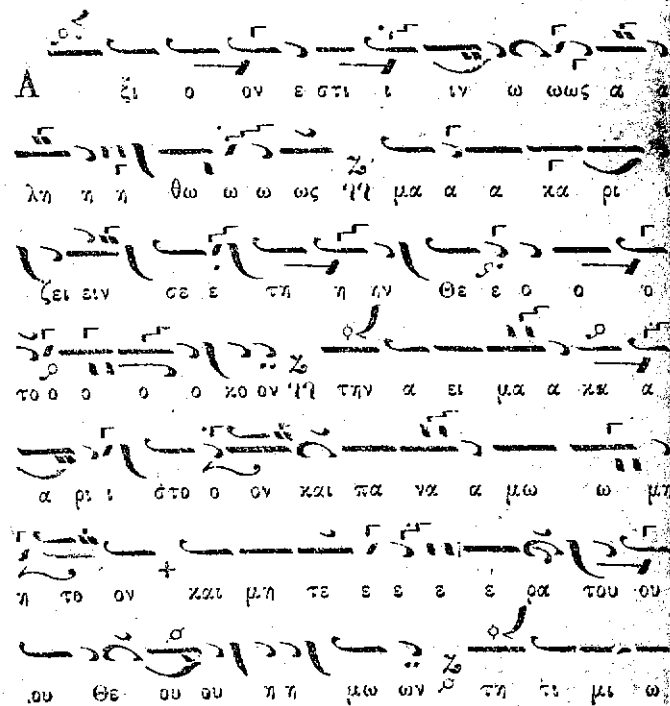 Α ξι ο ον ε στι ι ιν ω ωως α α
λη η η θω ω ω ως μα α α κα ρι ι
ζει ειν σε ε τη η ην Θε ε ο ο ο
το ο ο ο ο κο ον την α ει μα α κα α
α ρι ι στο ο ον και πα να α μω ω μη
η το ον και μη τε ε ε ε ε ρα του ου
ου Θε ου ου η η μω ων τη τι μι ω